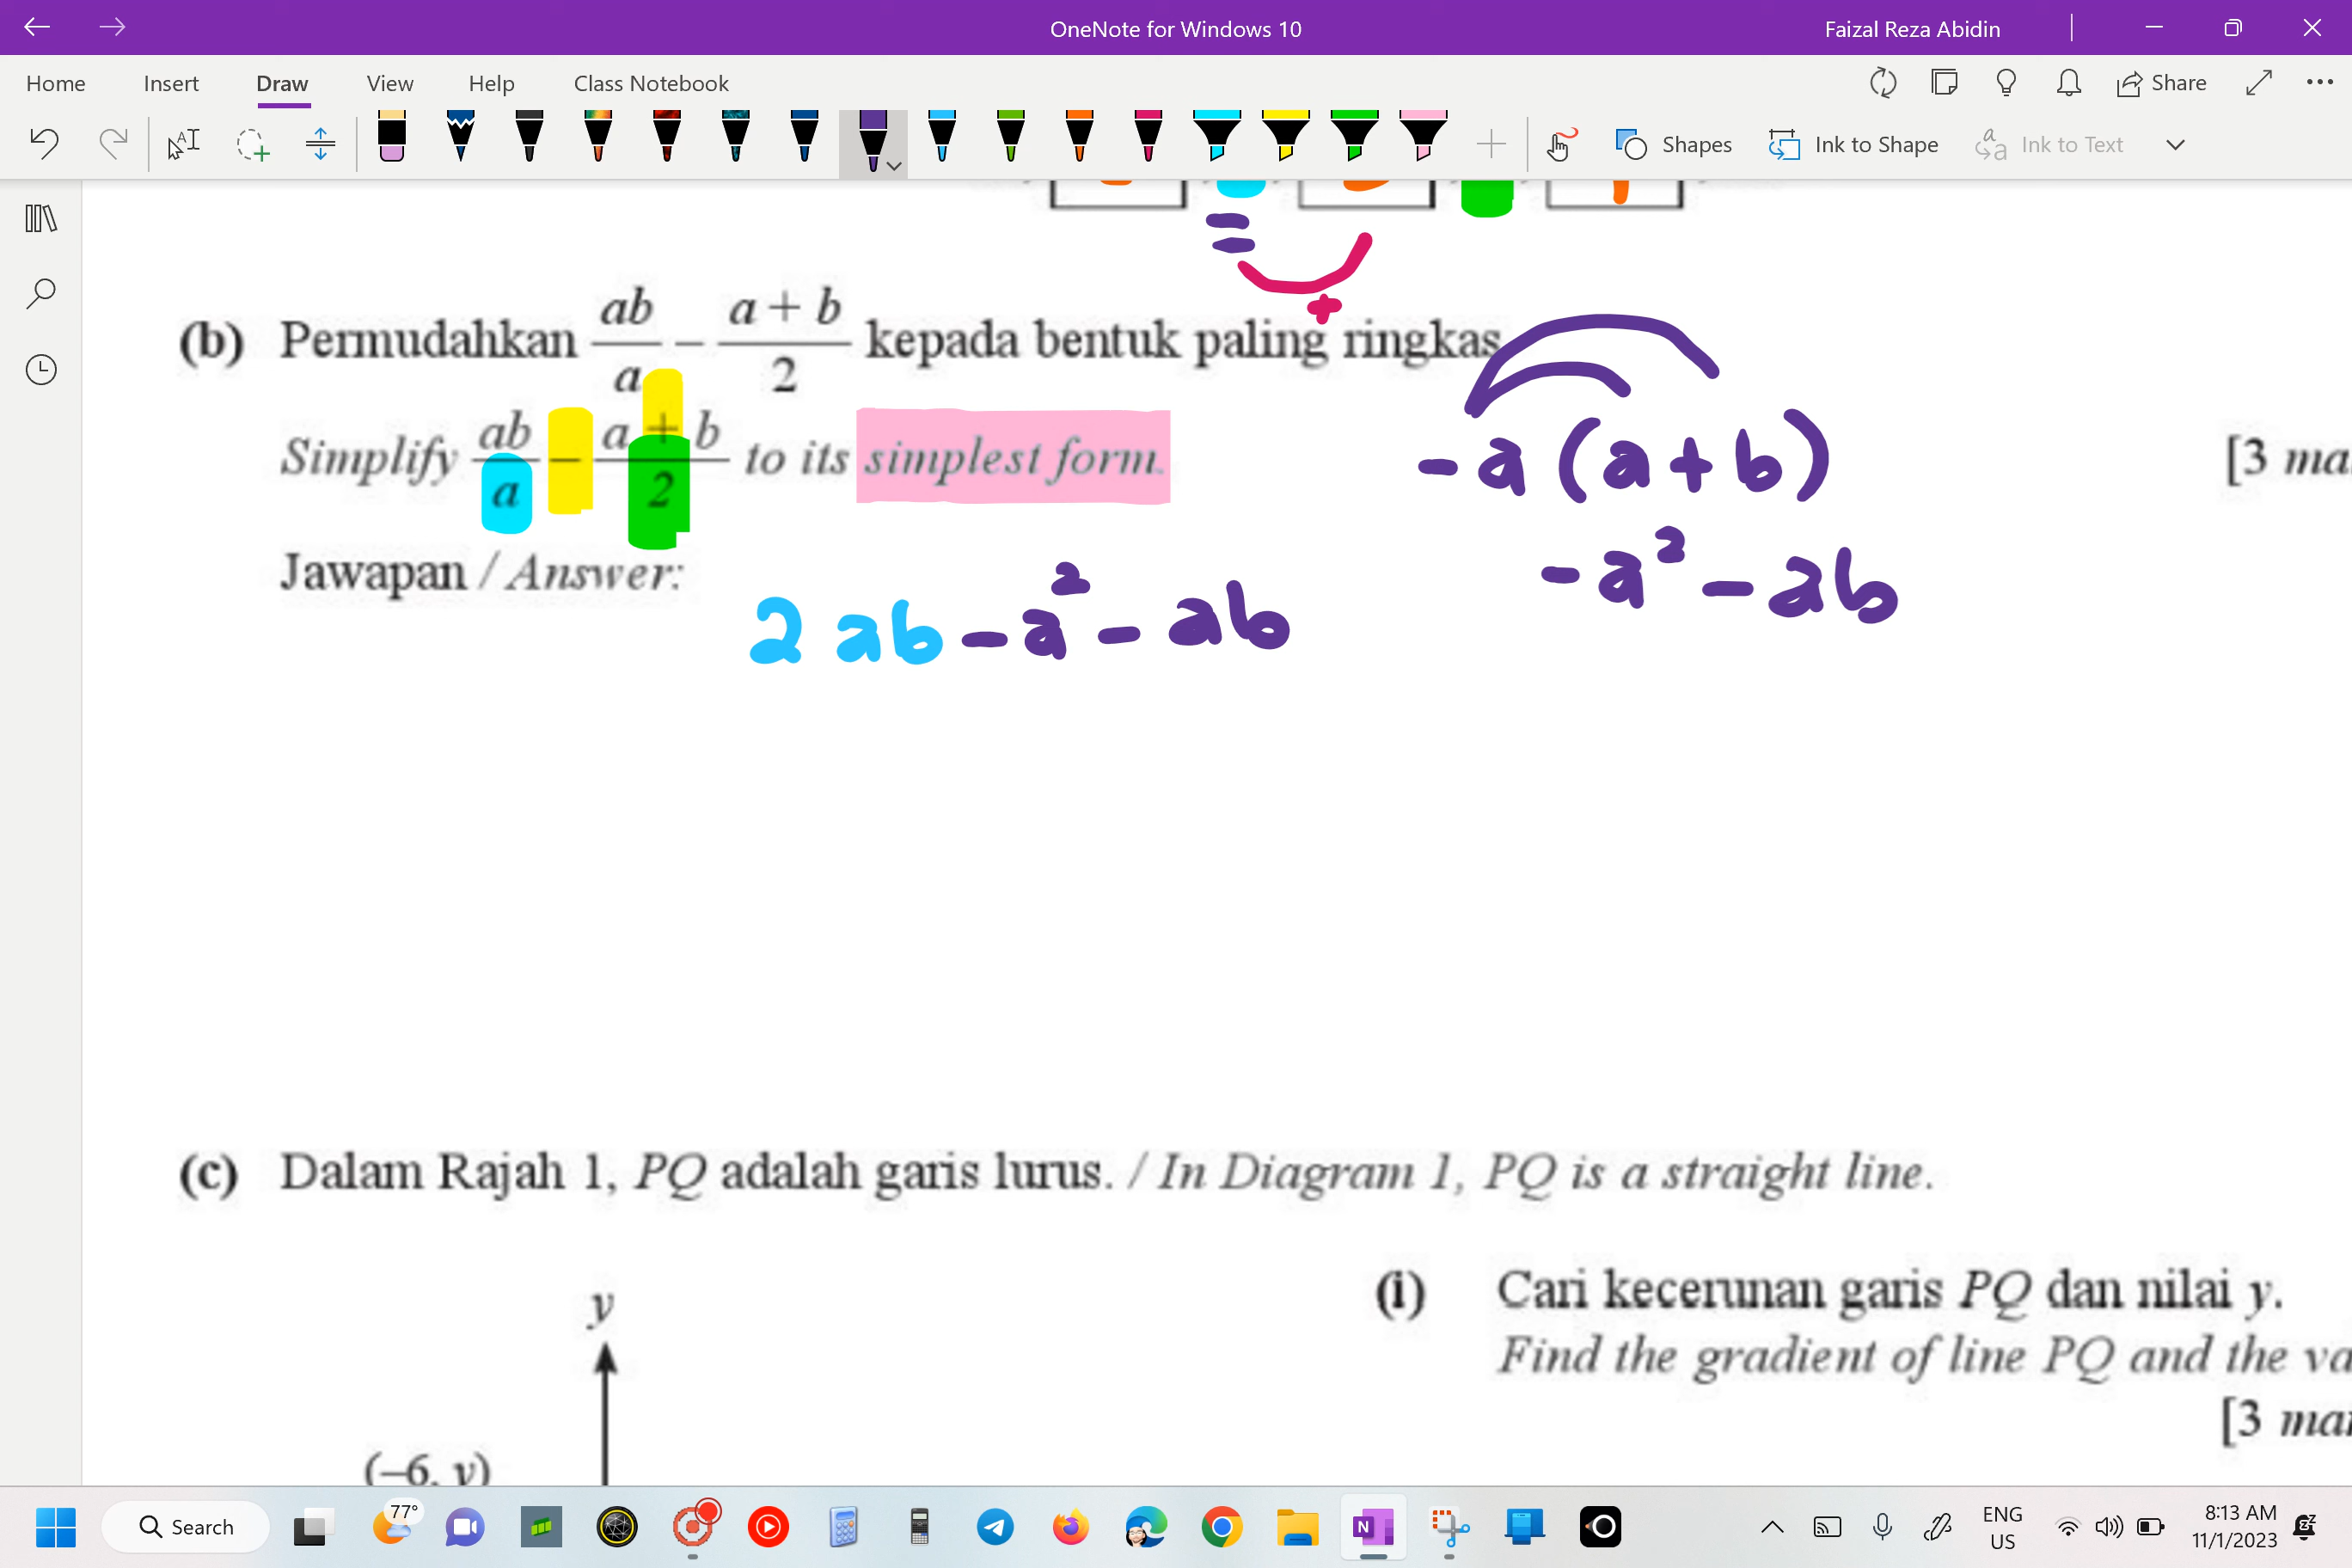 OneNote for Windows 10 Faizal Reza Abidin
Home Insert Draw View Help Class Notebook Share
Shapes Ink to Shape Ink to Text
(b) Permudahkan ab/a − a + b/2 kepada bentuk paling ringkas
Simplify ab/a − a + b/2 to its simplest form. [3 ma
-a(a+b)
-a² - ab
Jawapan / Answer:
2ab - a² - ab
(c) Dalam Rajah 1, PQ adalah garis lurus. / In Diagram 1, PQ is a straight line.
y
(i) Cari kecerunan garis PQ dan nilai y.
Find the gradient of line PQ and the va
[3 mar
(–6, y)
Search 77° ENG US 8:13 AM 11/1/2023